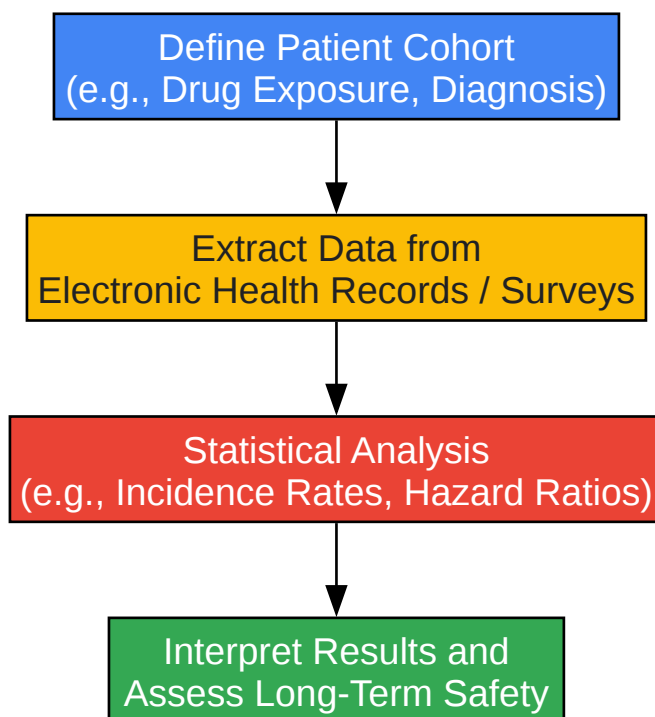 Define Patient Cohort
(e.g., Drug Exposure, Diagnosis)
Extract Data from
Electronic Health Records / Surveys
Statistical Analysis
(e.g., Incidence Rates, Hazard Ratios)
Interpret Results and
Assess Long-Term Safety